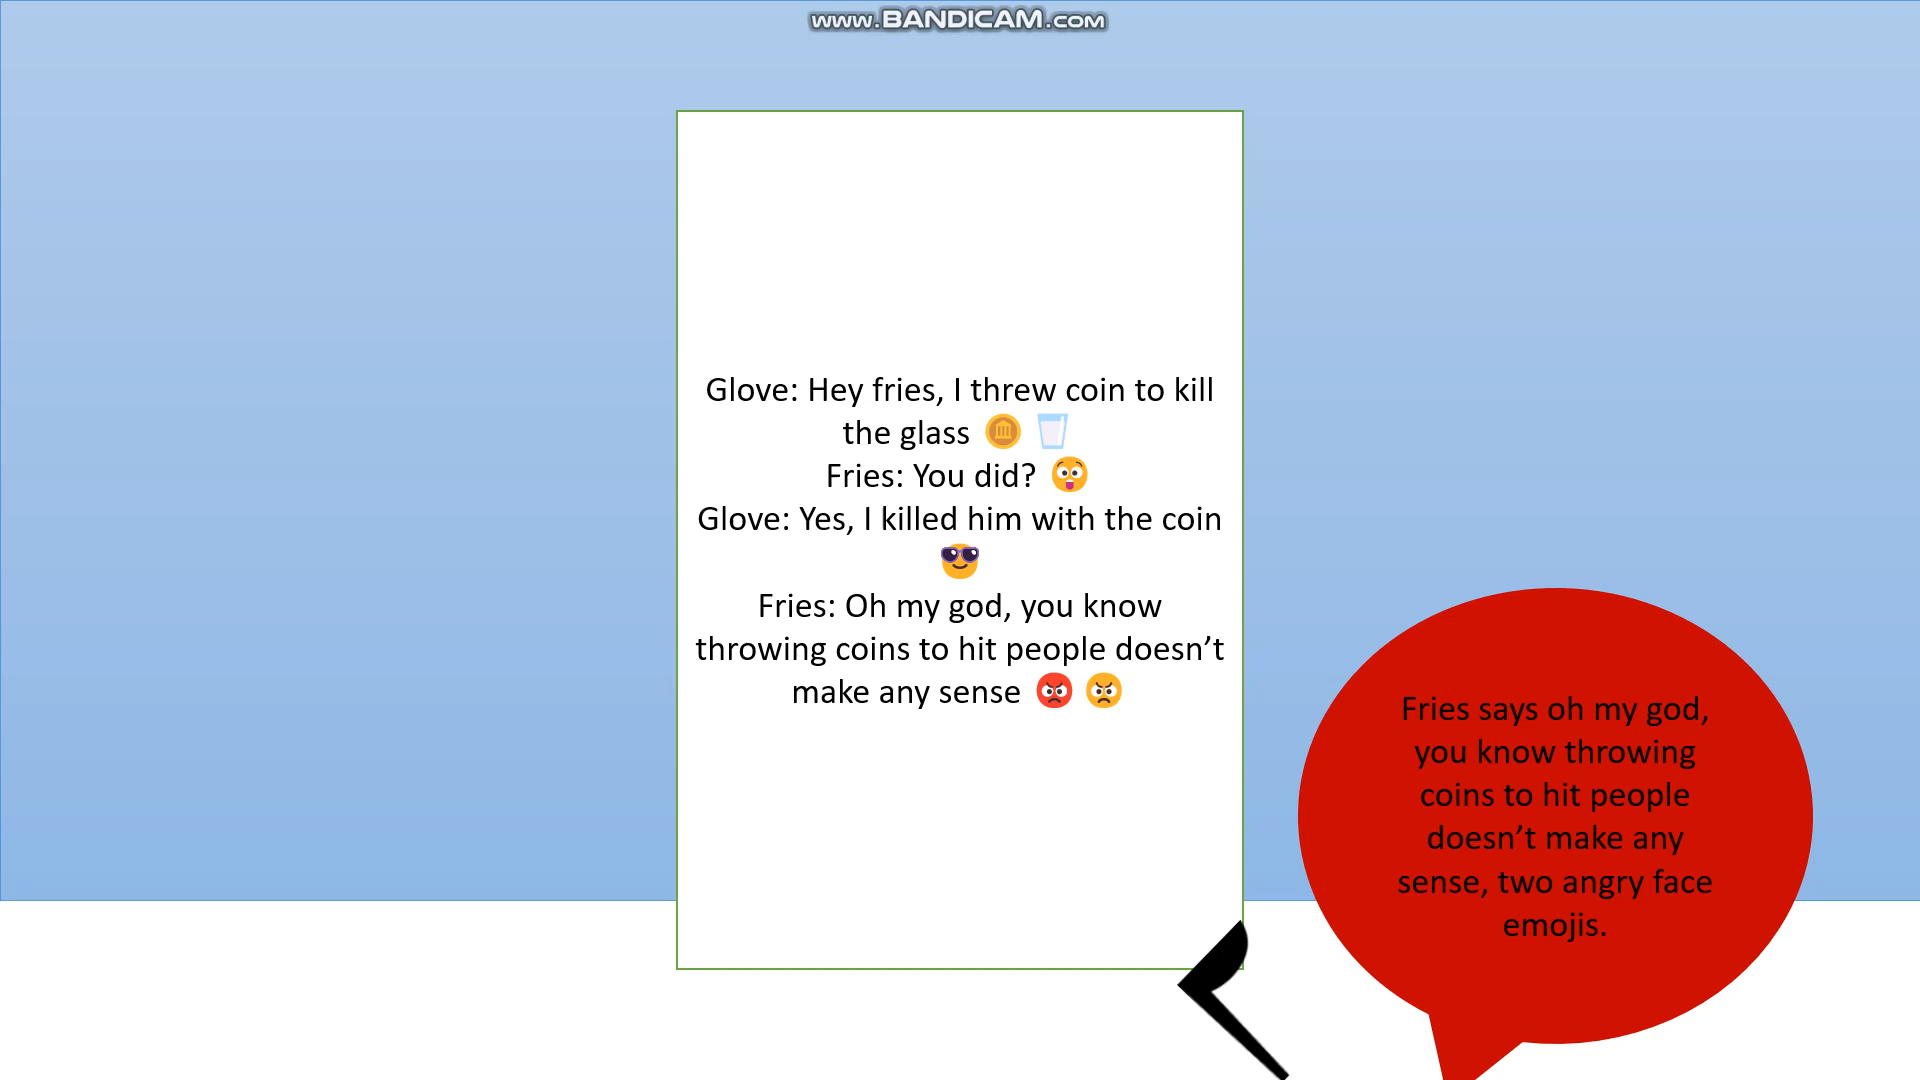 www.BANDICAM.com
Glove: Hey fries, I threw coin to kill
the glass 🪙 🥛
Fries: You did? 😲
Glove: Yes, I killed him with the coin
😎
Fries: Oh my god, you know
throwing coins to hit people doesn’t
make any sense 😡 😠
Fries says oh my god,
you know throwing
coins to hit people
doesn’t make any
sense, two angry face
emojis.